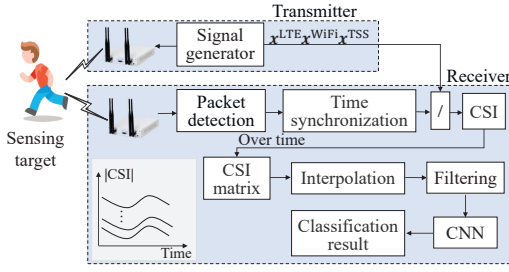 Transmitter
Signal
generator
x^LTE x^WiFi x^TSS
Receiver
Sensing
target
Packet
detection
Time
synchronization
/
CSI
Over time
CSI
matrix
Interpolation
Filtering
|CSI|
Time
Classification
result
CNN